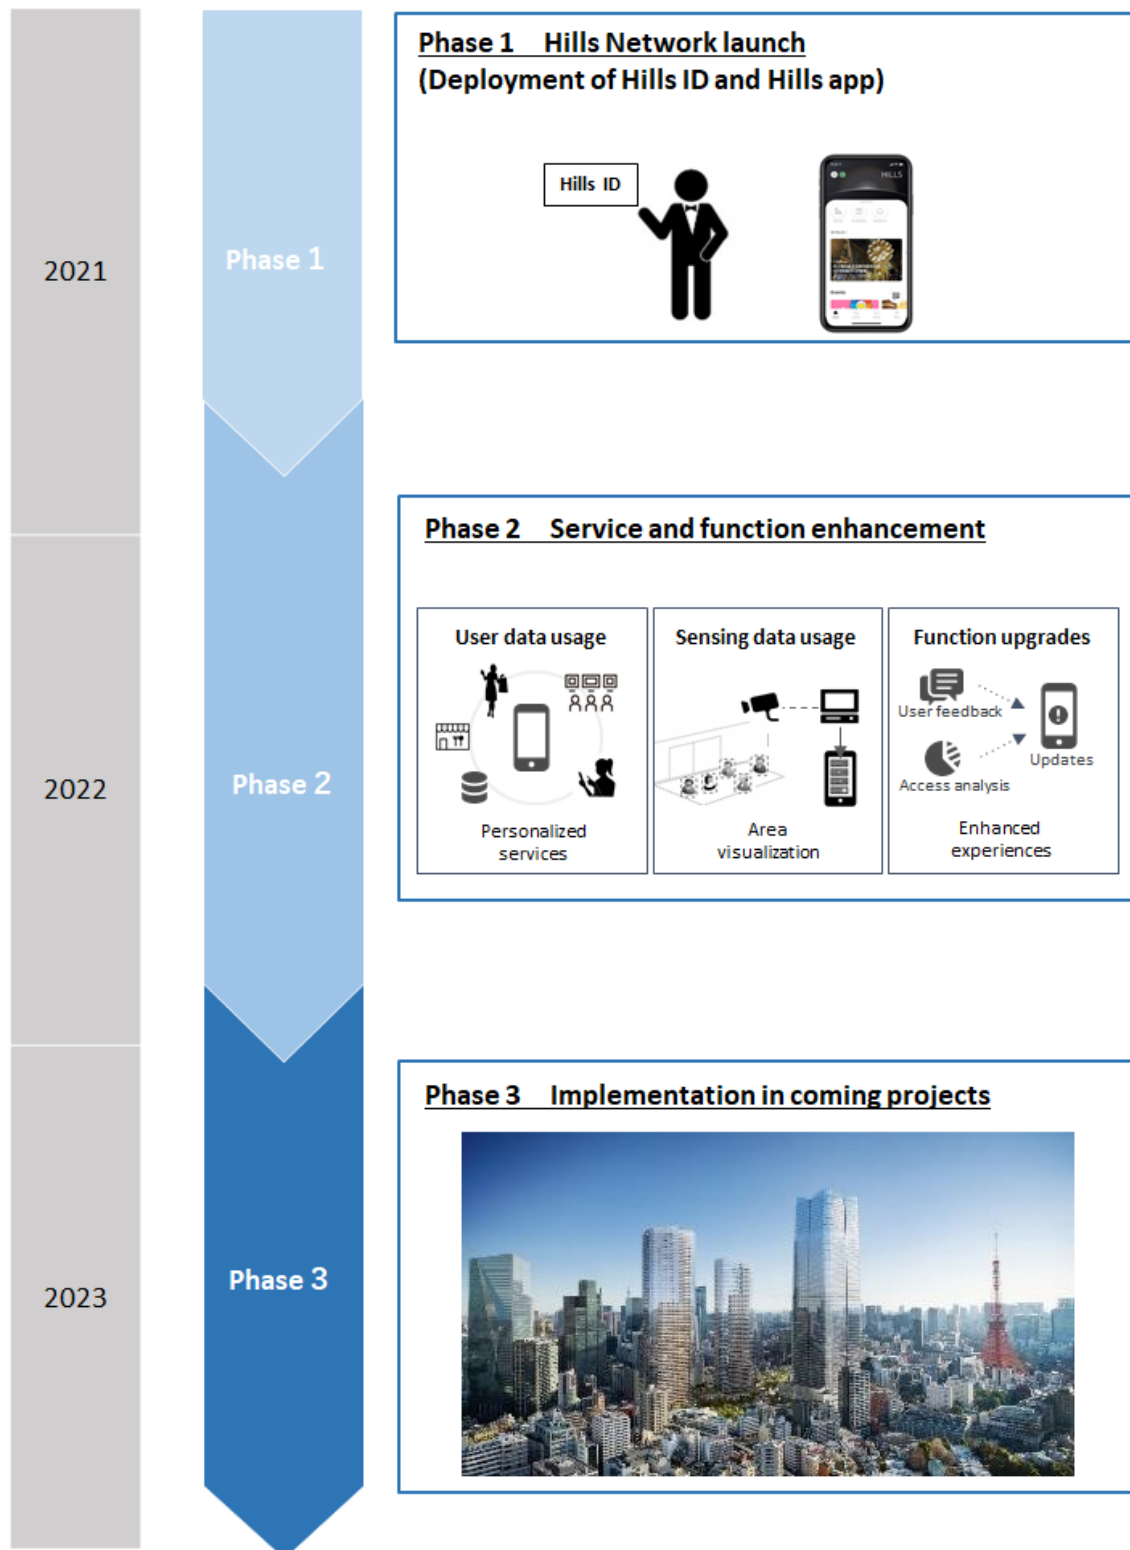 2021
Phase 1
Phase 1 Hills Network launch
(Deployment of Hills ID and Hills app)
Hills ID
HILLS
Events
2022
Phase 2
Phase 2 Service and function enhancement
User data usage
Personalized
services
Sensing data usage
Area
visualization
Function upgrades
User feedback
Access analysis
Updates
Enhanced
experiences
2023
Phase 3
Phase 3 Implementation in coming projects